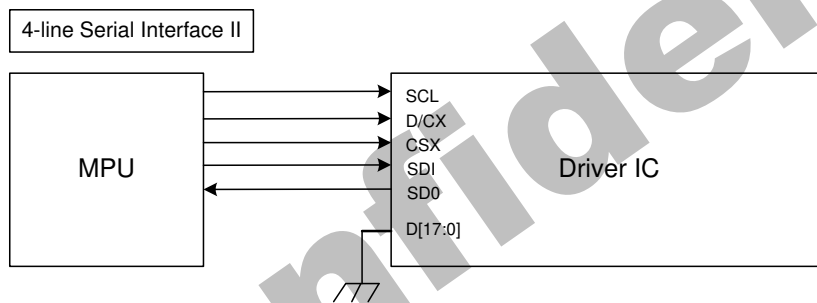 4-line Serial Interface II
MPU
SCL
D/CX
CSX
SDI
SD0
D[17:0]
Driver IC